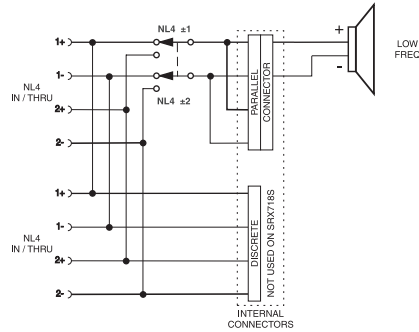 NL4 ±1
1+
1-
NL4
IN / THRU
2+
2-
NL4 ±2
PARALLEL
CONNECTOR
+
-
LOW
FREQ
1+
1-
NL4
IN / THRU
2+
2-
DISCRETE
NOT USED ON SRX718S
INTERNAL
CONNECTORS